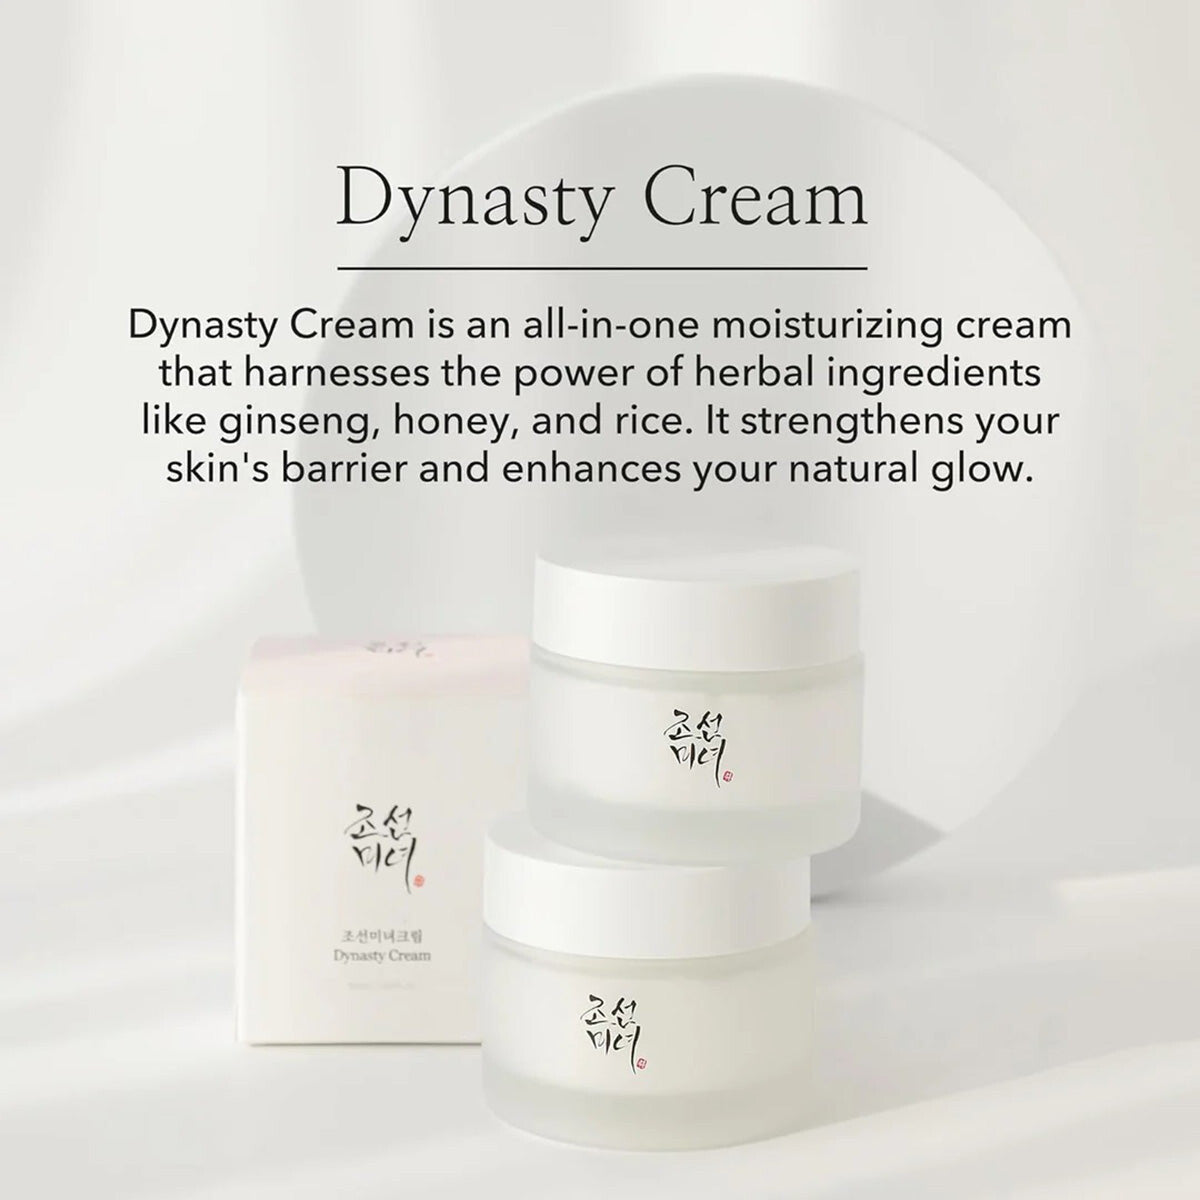 Dynasty Cream
Dynasty Cream is an all-in-one moisturizing cream
that harnesses the power of herbal ingredients
like ginseng, honey, and rice. It strengthens your
skin's barrier and enhances your natural glow.
조선
미녀
조선
미녀
조선미녀크림
Dynasty Cream
조선
미녀